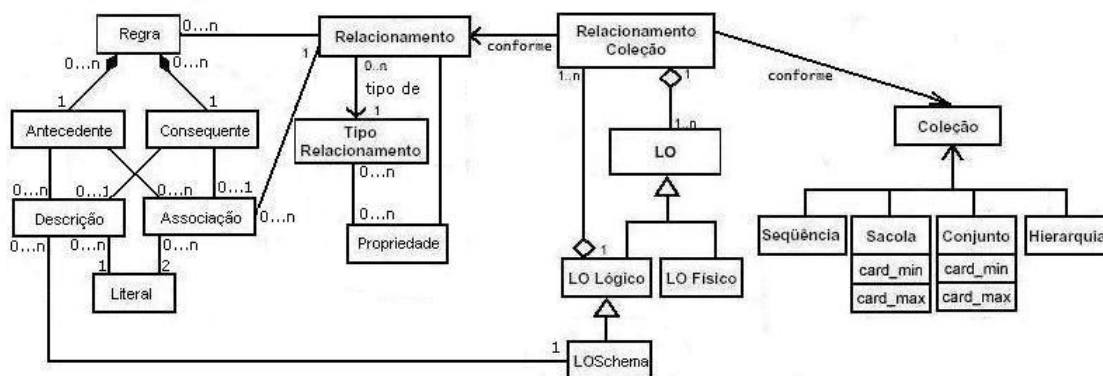 Regra
0...n
Relacionamento
conforme
Relacionamento
Coleção
conforme
0...n
0...n
1
0..n
tipo de
1
1..n
1
1
1
Antecedente
Consequente
Tipo
Relacionamento
1..n
LO
Coleção
0...n
0...1
0...n
0...1
0...n
Descrição
Associação
0...n
0...n
Propriedade
Seqüência
Sacola
card_min
card_max
Conjunto
card_min
card_max
Hierarquia
0...n
0...n
0...n
1
2
Literal
1
LO Lógico
LO Físico
1
LOSchema